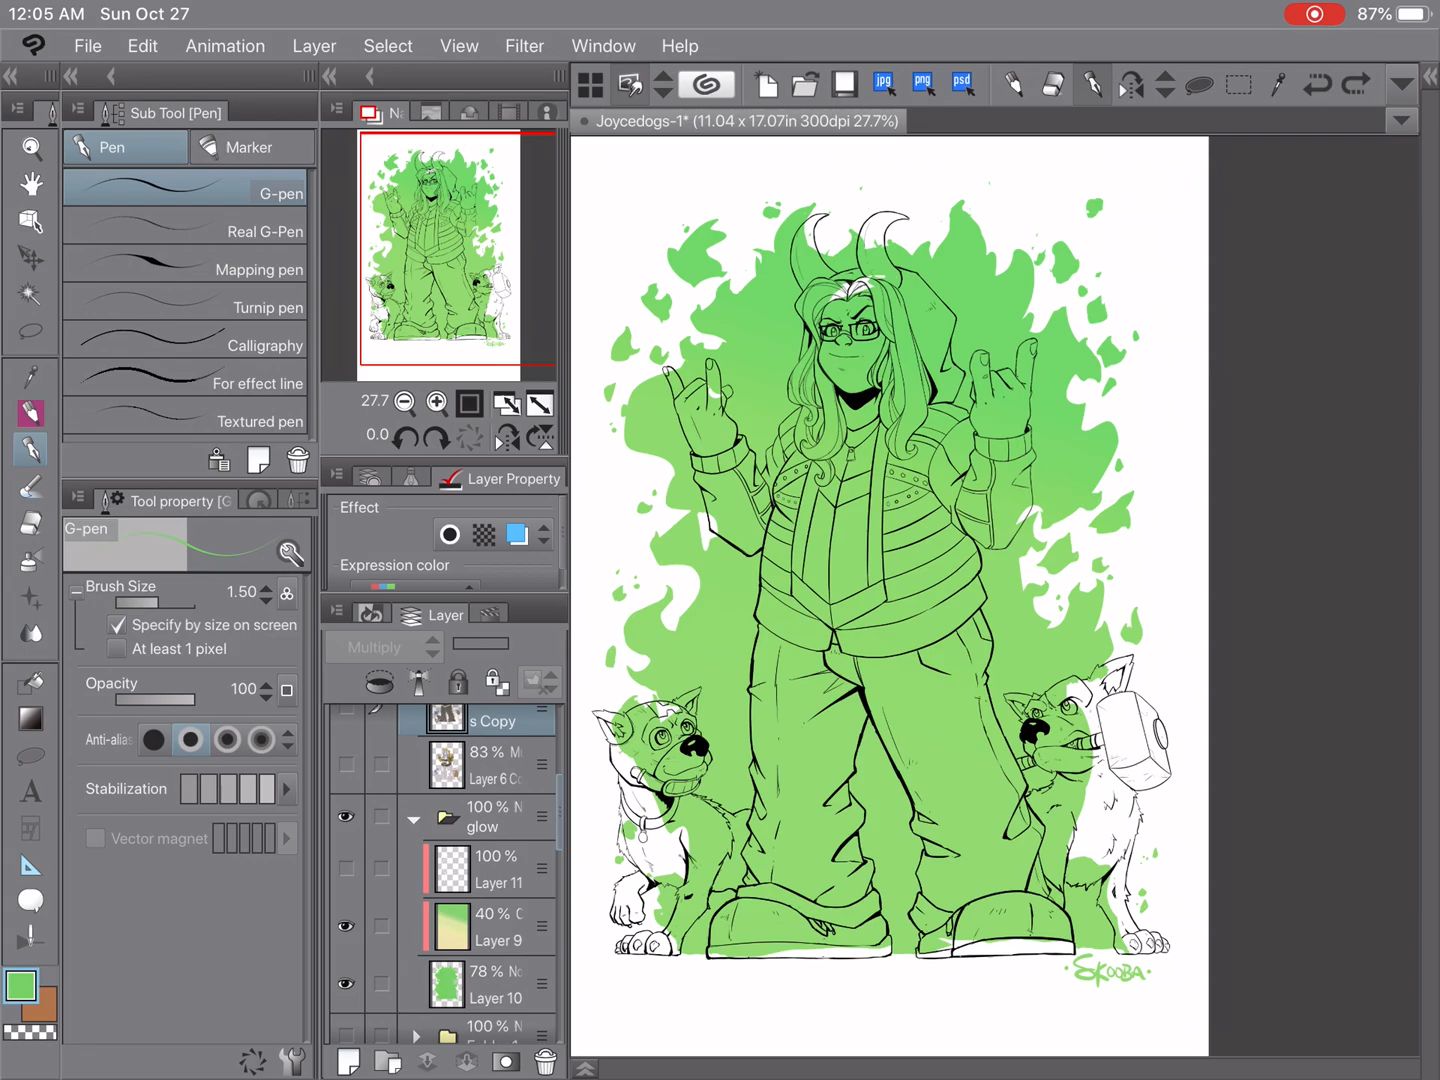 12:05 AM Sun Oct 27
87%
File Edit Animation Layer Select View Filter Window Help
Sub Tool [Pen]
Joycedogs-1* (11.04 x 17.07in 300dpi 27.7%)
Pen Marker
G-pen
Real G-Pen
Mapping pen
Turnip pen
Calligraphy
For effect line
Textured pen
Tool property [G
G-pen
Brush Size 1.50
Specify by size on screen
At least 1 pixel
Opacity 100
Anti-alias
Stabilization
Vector magnet
Na
jpg png psd
27.7
0.0
Layer Property
Effect
Expression color
Layer
Multiply
s Copy
83 % M
Layer 6 Co
100 % N
glow
100 %
Layer 11
40 % C
Layer 9
78 % No
Layer 10
100 % N
SKOOBA